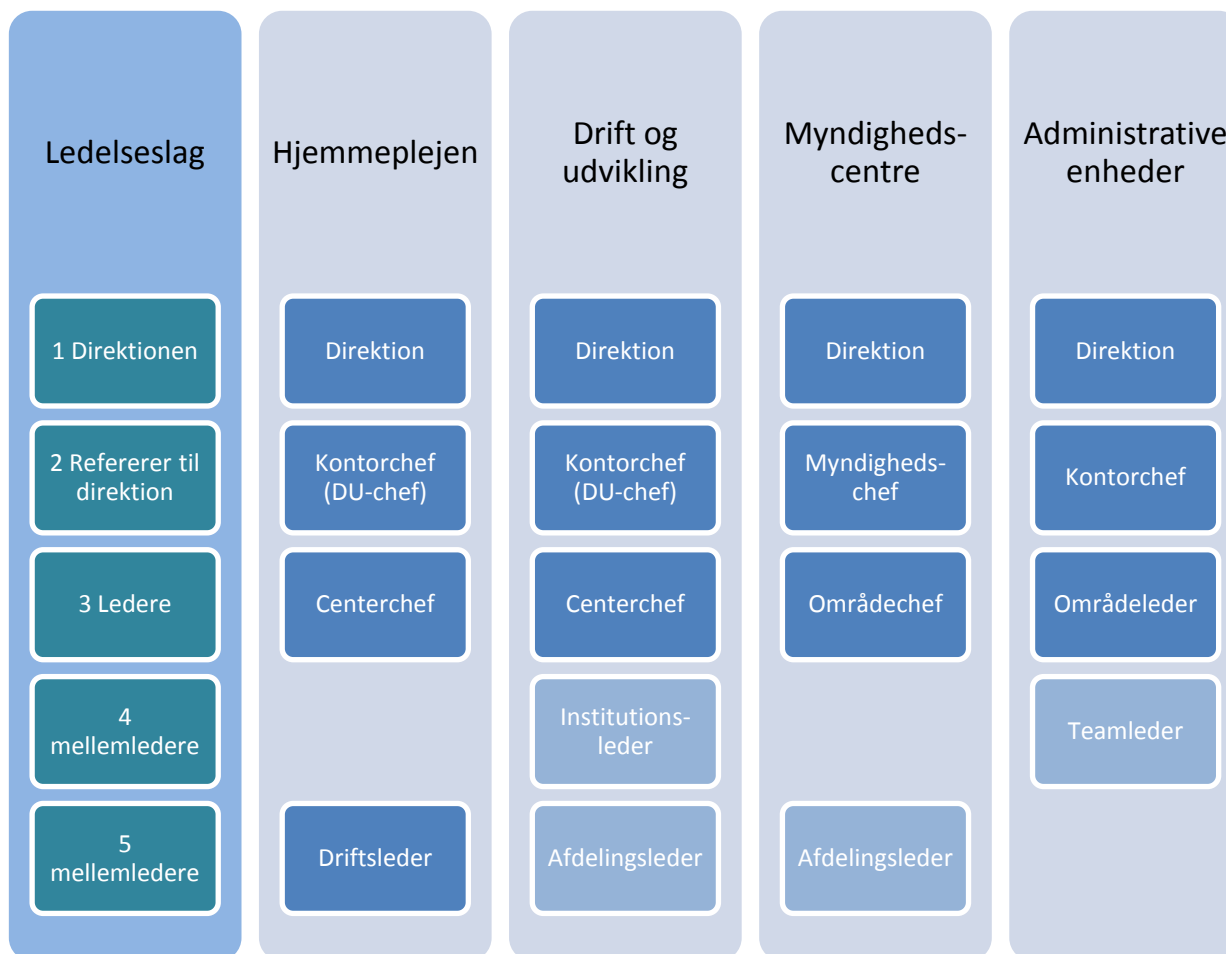 Ledelseslag
Hjemmeplejen
Drift og
udvikling
Myndigheds-
centre
Administrative
enheder
1 Direktionen
Direktion
Direktion
Direktion
Direktion
2 Refererer til
direktion
Kontorchef
(DU-chef)
Kontorchef
(DU-chef)
Myndigheds-
chef
Kontorchef
3 Ledere
Centerchef
Centerchef
Områdechef
Områdeleder
4
mellemledere
Institutions-
leder
Teamleder
5
mellemledere
Driftsleder
Afdelingsleder
Afdelingsleder